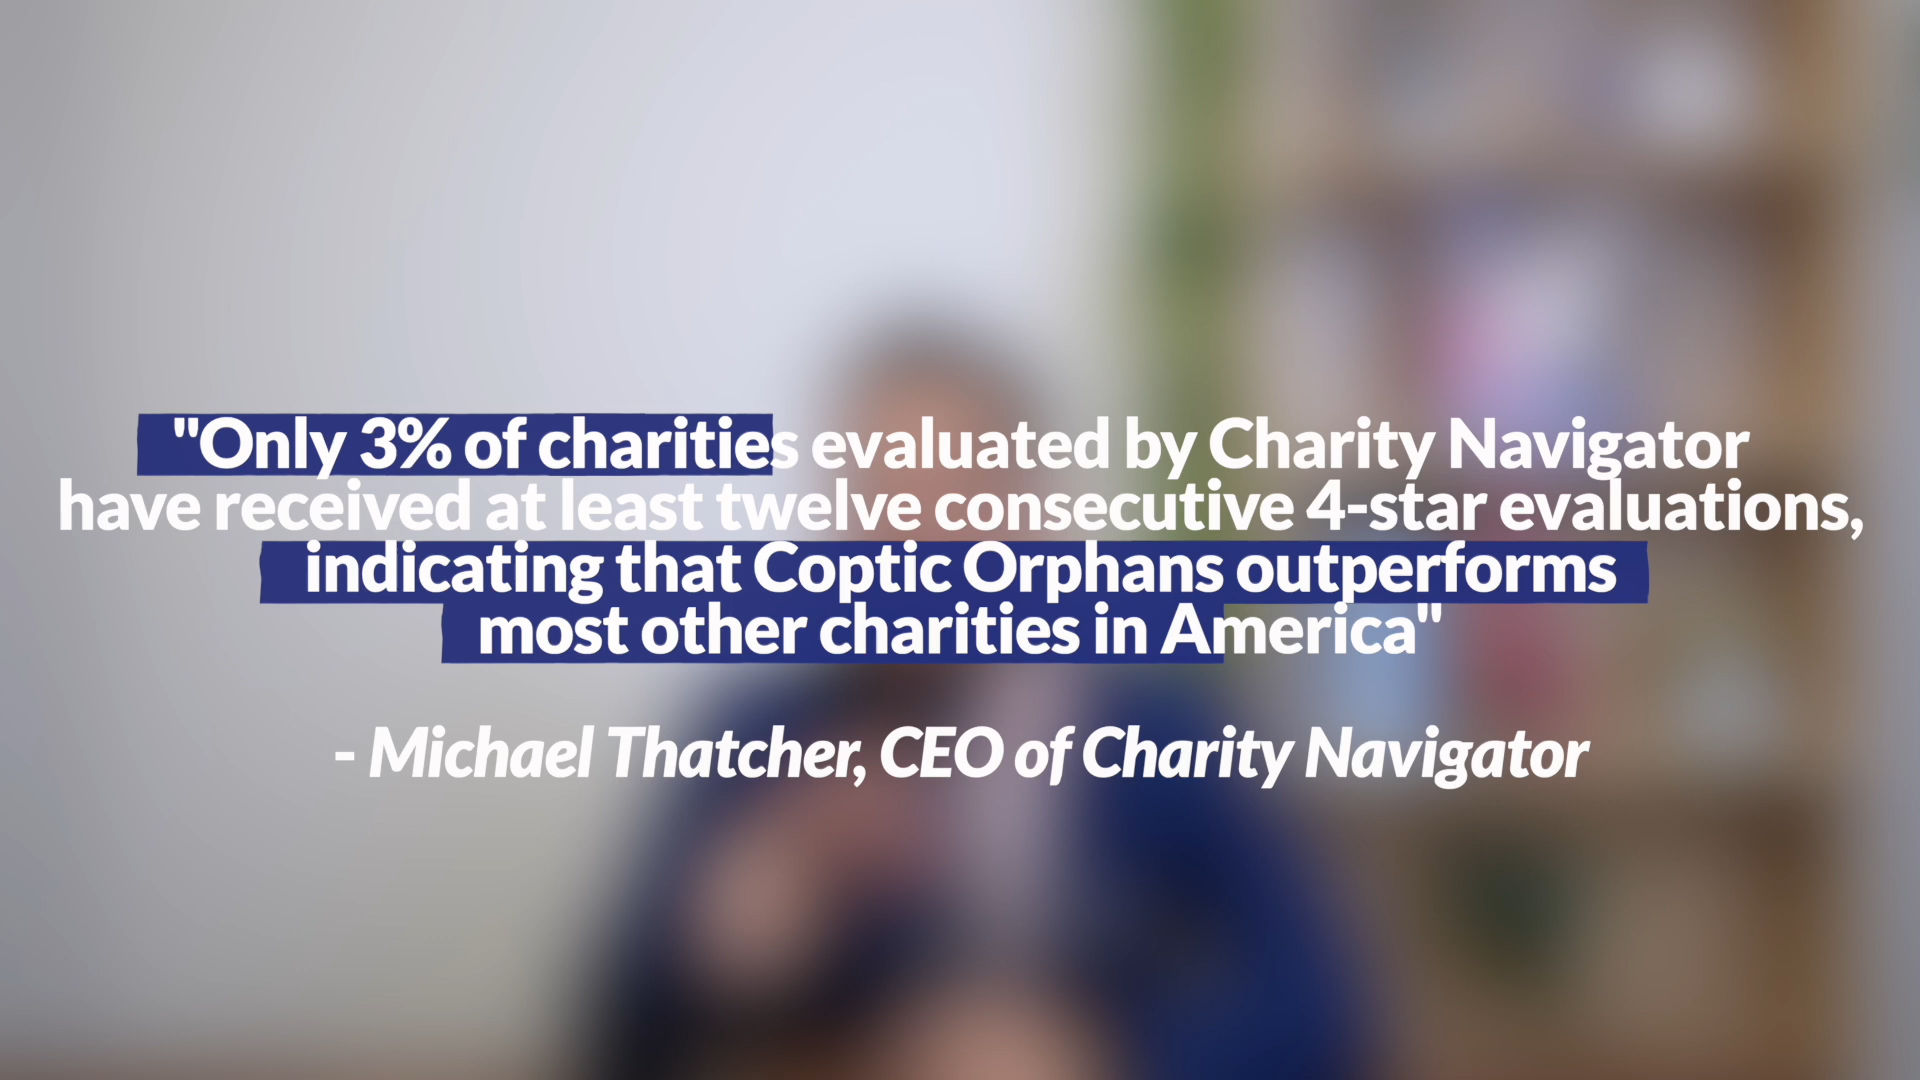 "Only 3% of charities evaluated by Charity Navigator
have received at least twelve consecutive 4-star evaluations,
indicating that Coptic Orphans outperforms
most other charities in America"
- Michael Thatcher, CEO of Charity Navigator